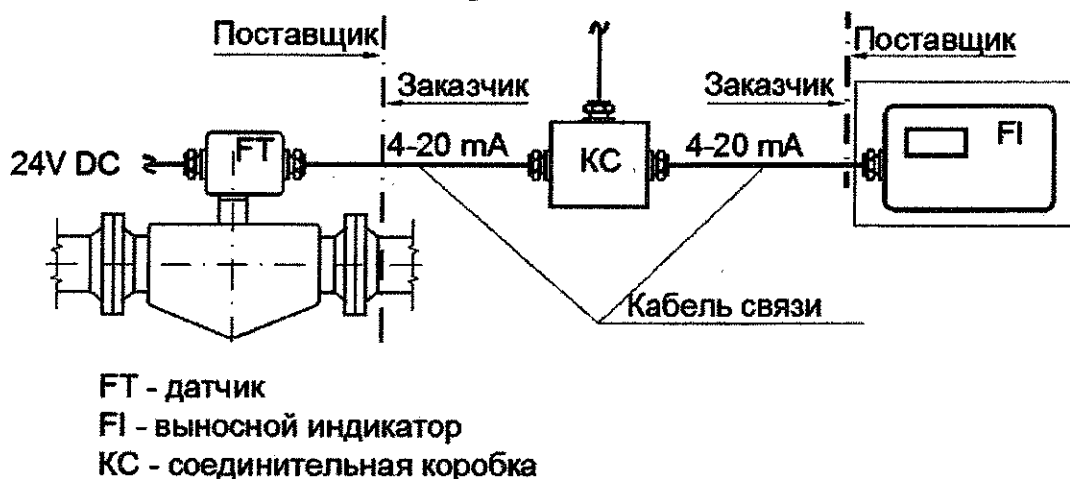 Поставщик
Поставщик
Заказчик
Заказчик
24V DC
FT
4-20 mA
КС
4-20 mA
FI
Кабель связи
FT - датчик
FI - выносной индикатор
КС - соединительная коробка